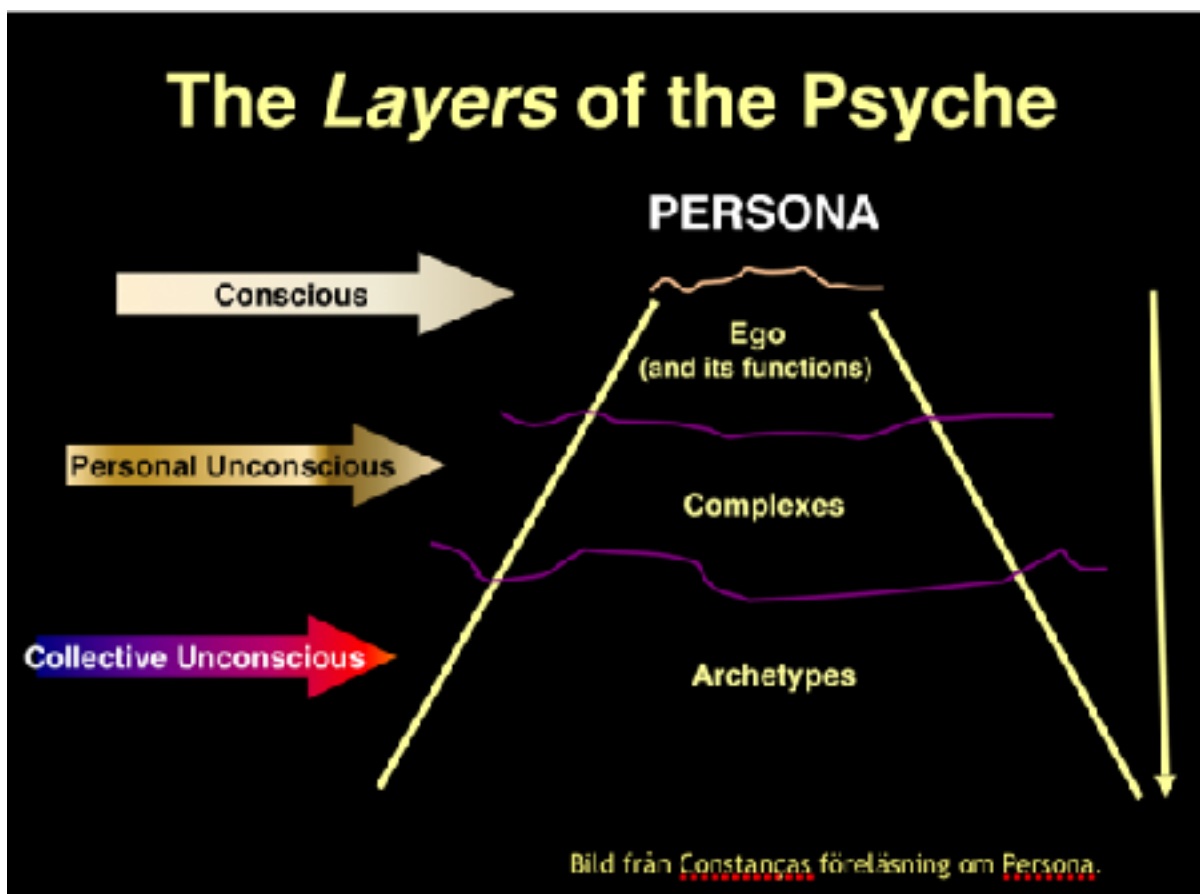 The Layers of the Psyche
PERSONA
Conscious
Ego
(and its functions)
Personal Unconscious
Complexes
Collective Unconscious
Archetypes
Bild från Constanças föreläsning om Persona.